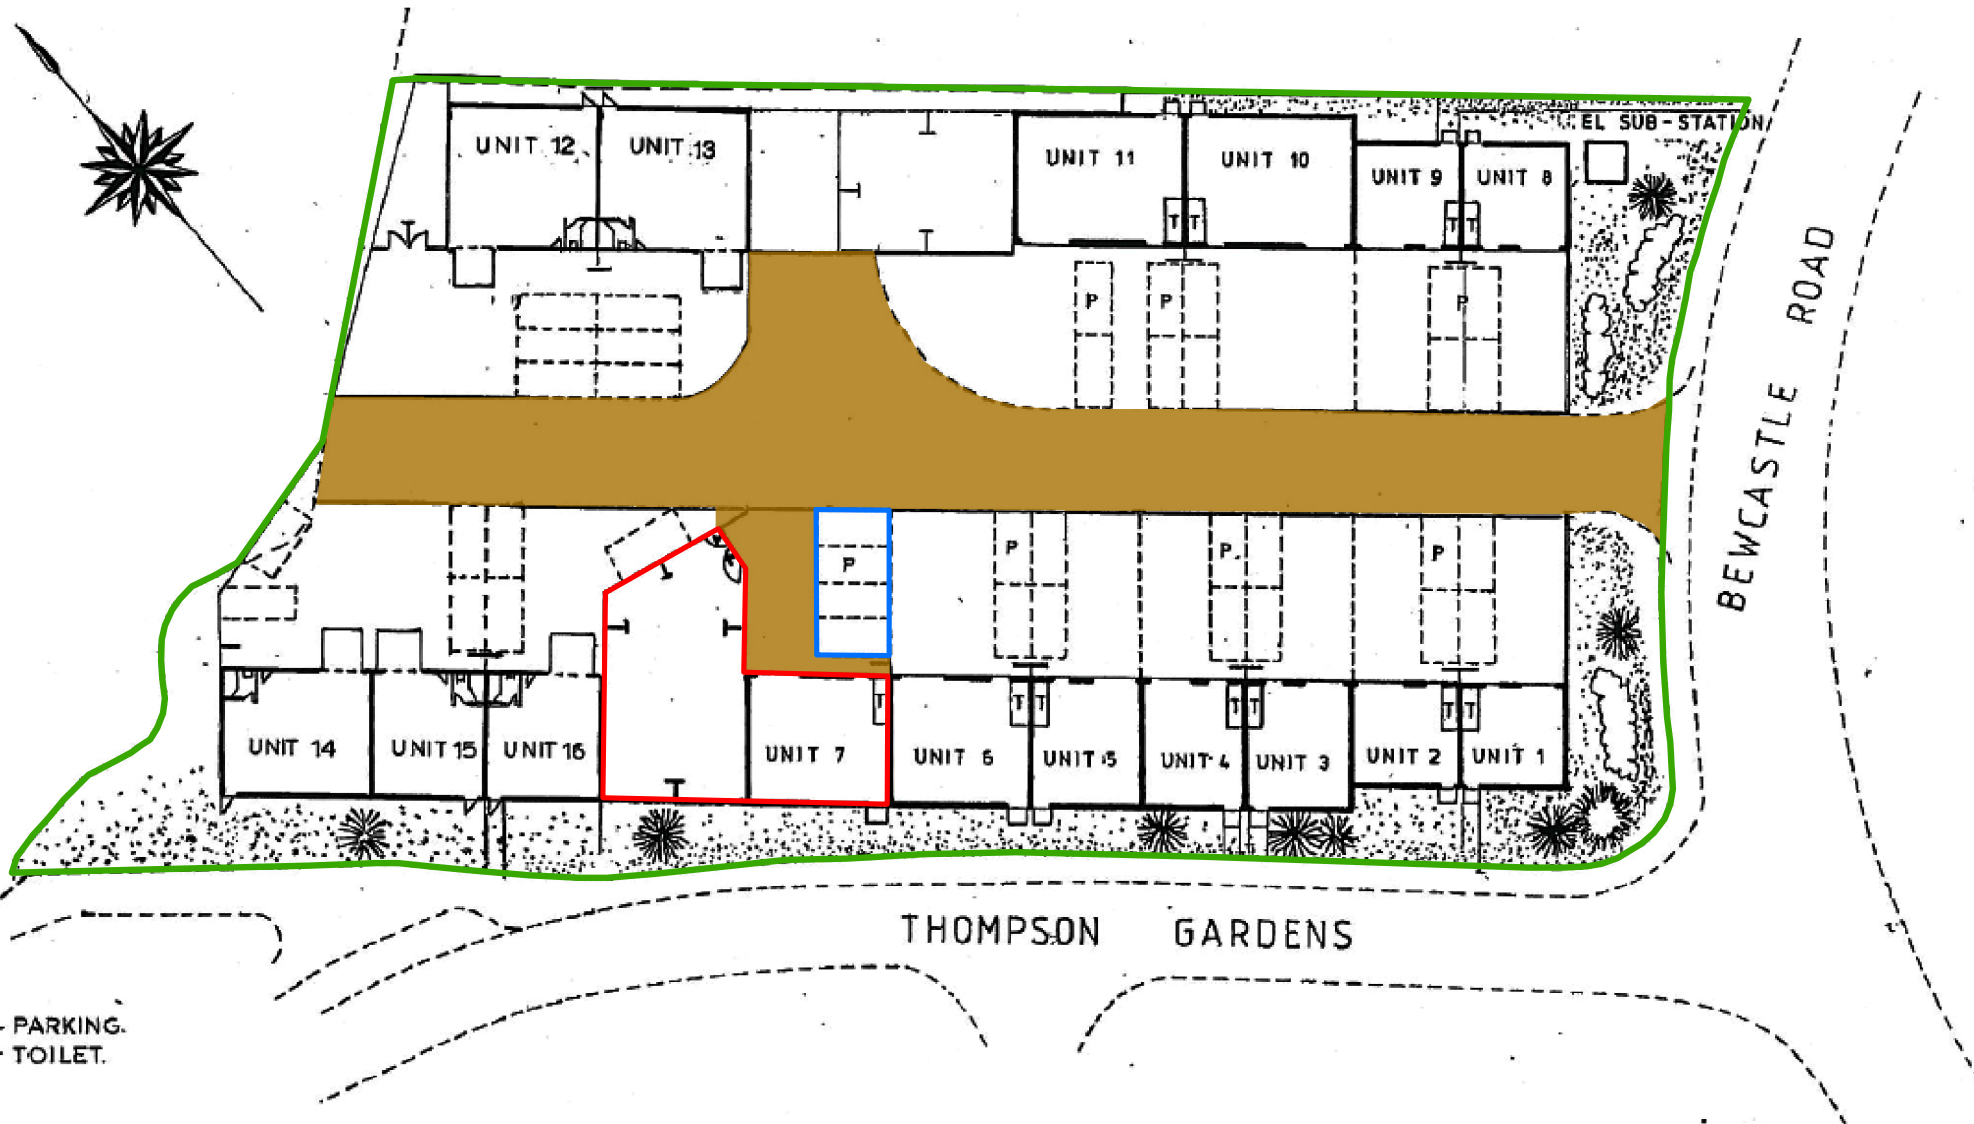 EL SUB-STATION
UNIT 12
UNIT 13
UNIT 11
UNIT 10
UNIT 9
UNIT 8
T T
T T
P
P
P
BEWCASTLE ROAD
P
P
P
P
T
T T
T T
T T
UNIT 14
UNIT 15
UNIT 16
UNIT 7
UNIT 6
UNIT 5
UNIT 4
UNIT 3
UNIT 2
UNIT 1
THOMPSON GARDENS
- PARKING.
- TOILET.